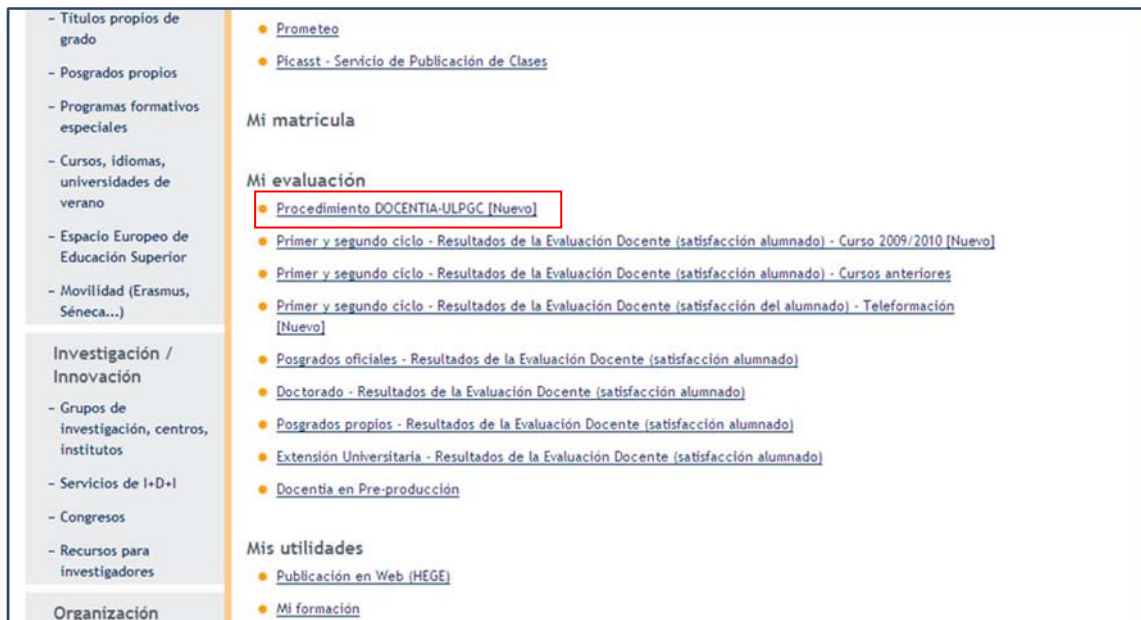 – Títulos propios de
grado
– Posgrados propios
– Programas formativos
especiales
– Cursos, idiomas,
universidades de
verano
– Espacio Europeo de
Educación Superior
– Movilidad (Erasmus,
Séneca...)
Investigación /
Innovación
– Grupos de
investigación, centros,
institutos
– Servicios de I+D+I
– Congresos
– Recursos para
investigadores
Organización
Prometeo
Picasst - Servicio de Publicación de Clases
Mi matrícula
Mi evaluación
Procedimiento DOCENTIA-ULPGC [Nuevo]
Primer y segundo ciclo - Resultados de la Evaluación Docente (satisfacción alumnado) - Curso 2009/2010 [Nuevo]
Primer y segundo ciclo - Resultados de la Evaluación Docente (satisfacción alumnado) - Cursos anteriores
Primer y segundo ciclo - Resultados de la Evaluación Docente (satisfacción del alumnado) - Teleformación
[Nuevo]
Posgrados oficiales - Resultados de la Evaluación Docente (satisfacción alumnado)
Doctorado - Resultados de la Evaluación Docente (satisfacción alumnado)
Posgrados propios - Resultados de la Evaluación Docente (satisfacción alumnado)
Extensión Universitaria - Resultados de la Evaluación Docente (satisfacción alumnado)
Docentia en Pre-producción
Mis utilidades
Publicación en Web (HEGE)
Mi formación